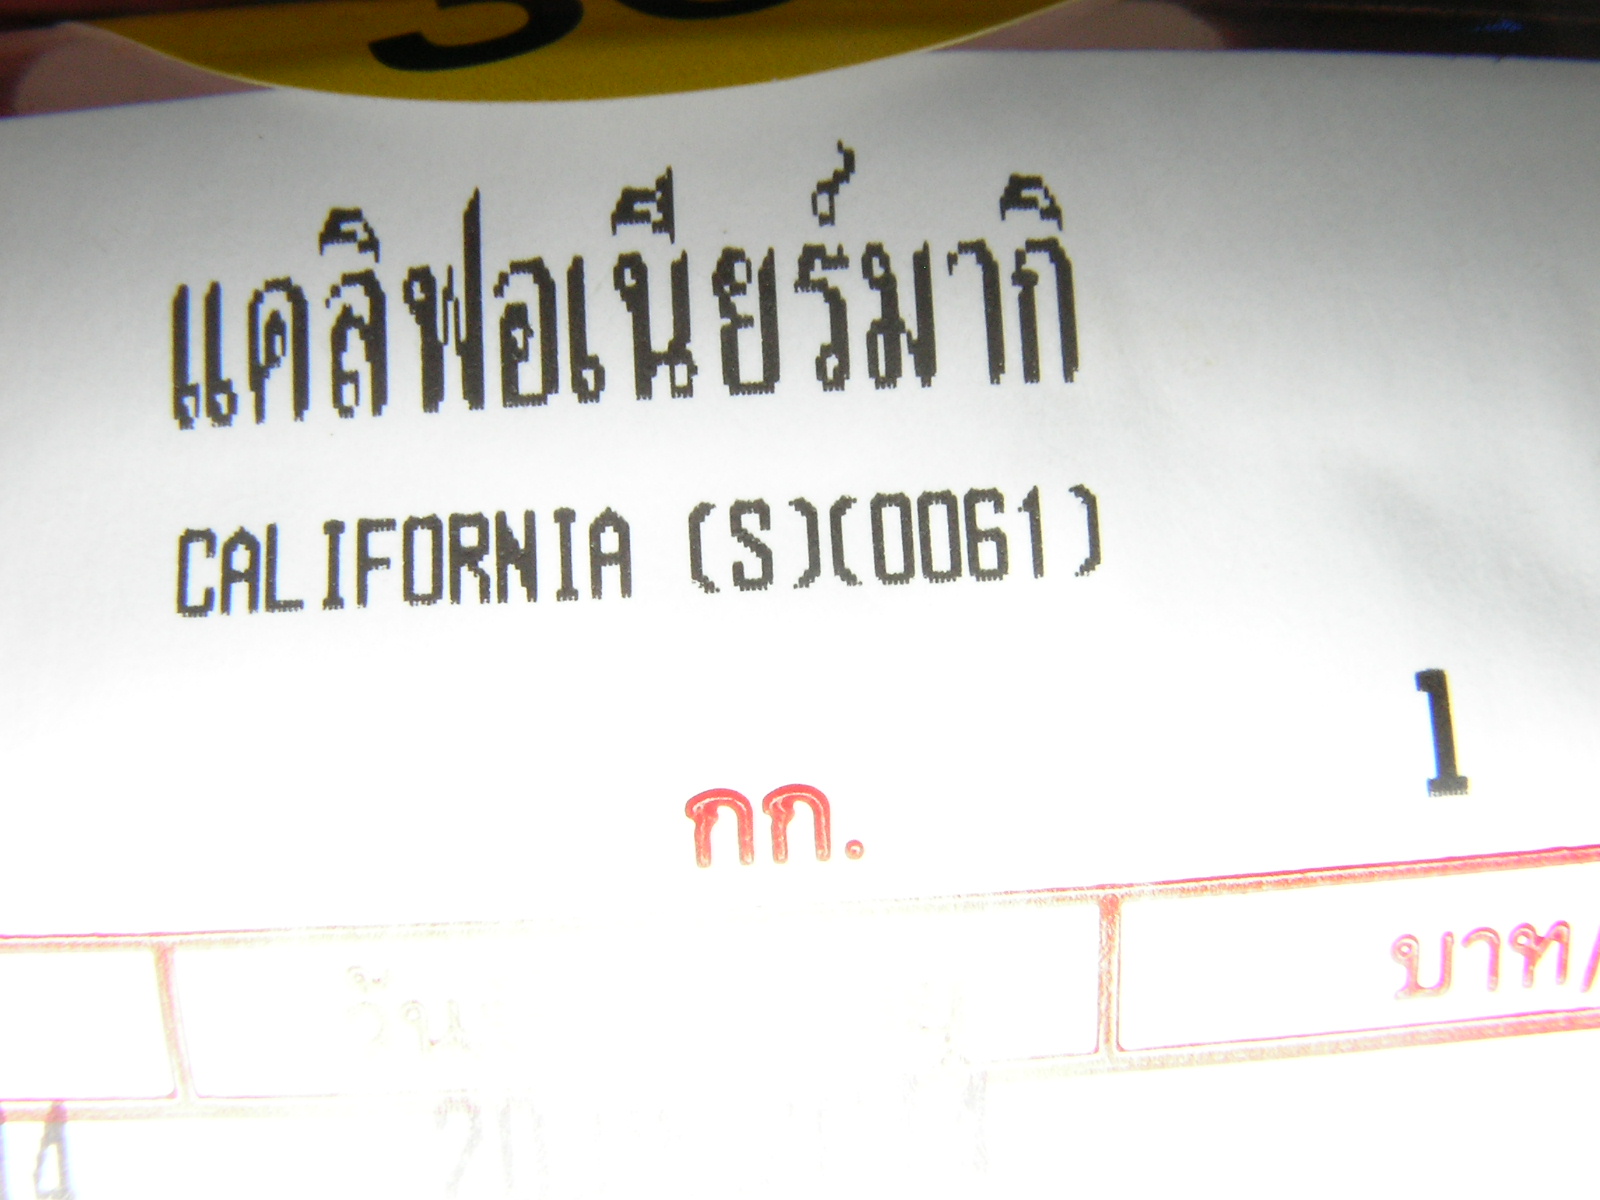 แคลิฟอเนียร์มากิ
CALIFORNIA (S)(0061)
1
กก.
บาท/